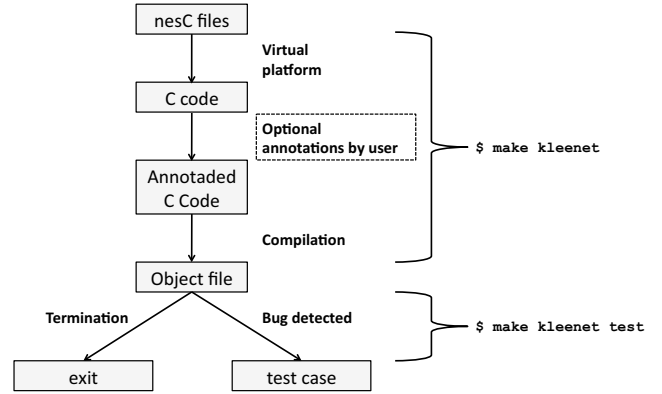 nesC files
Virtual
platform
C code
Optional
annotations by user
$ make kleenet
Annotaded
C Code
Compilation
Object file
Termination
Bug detected
$ make kleenet test
exit
test case